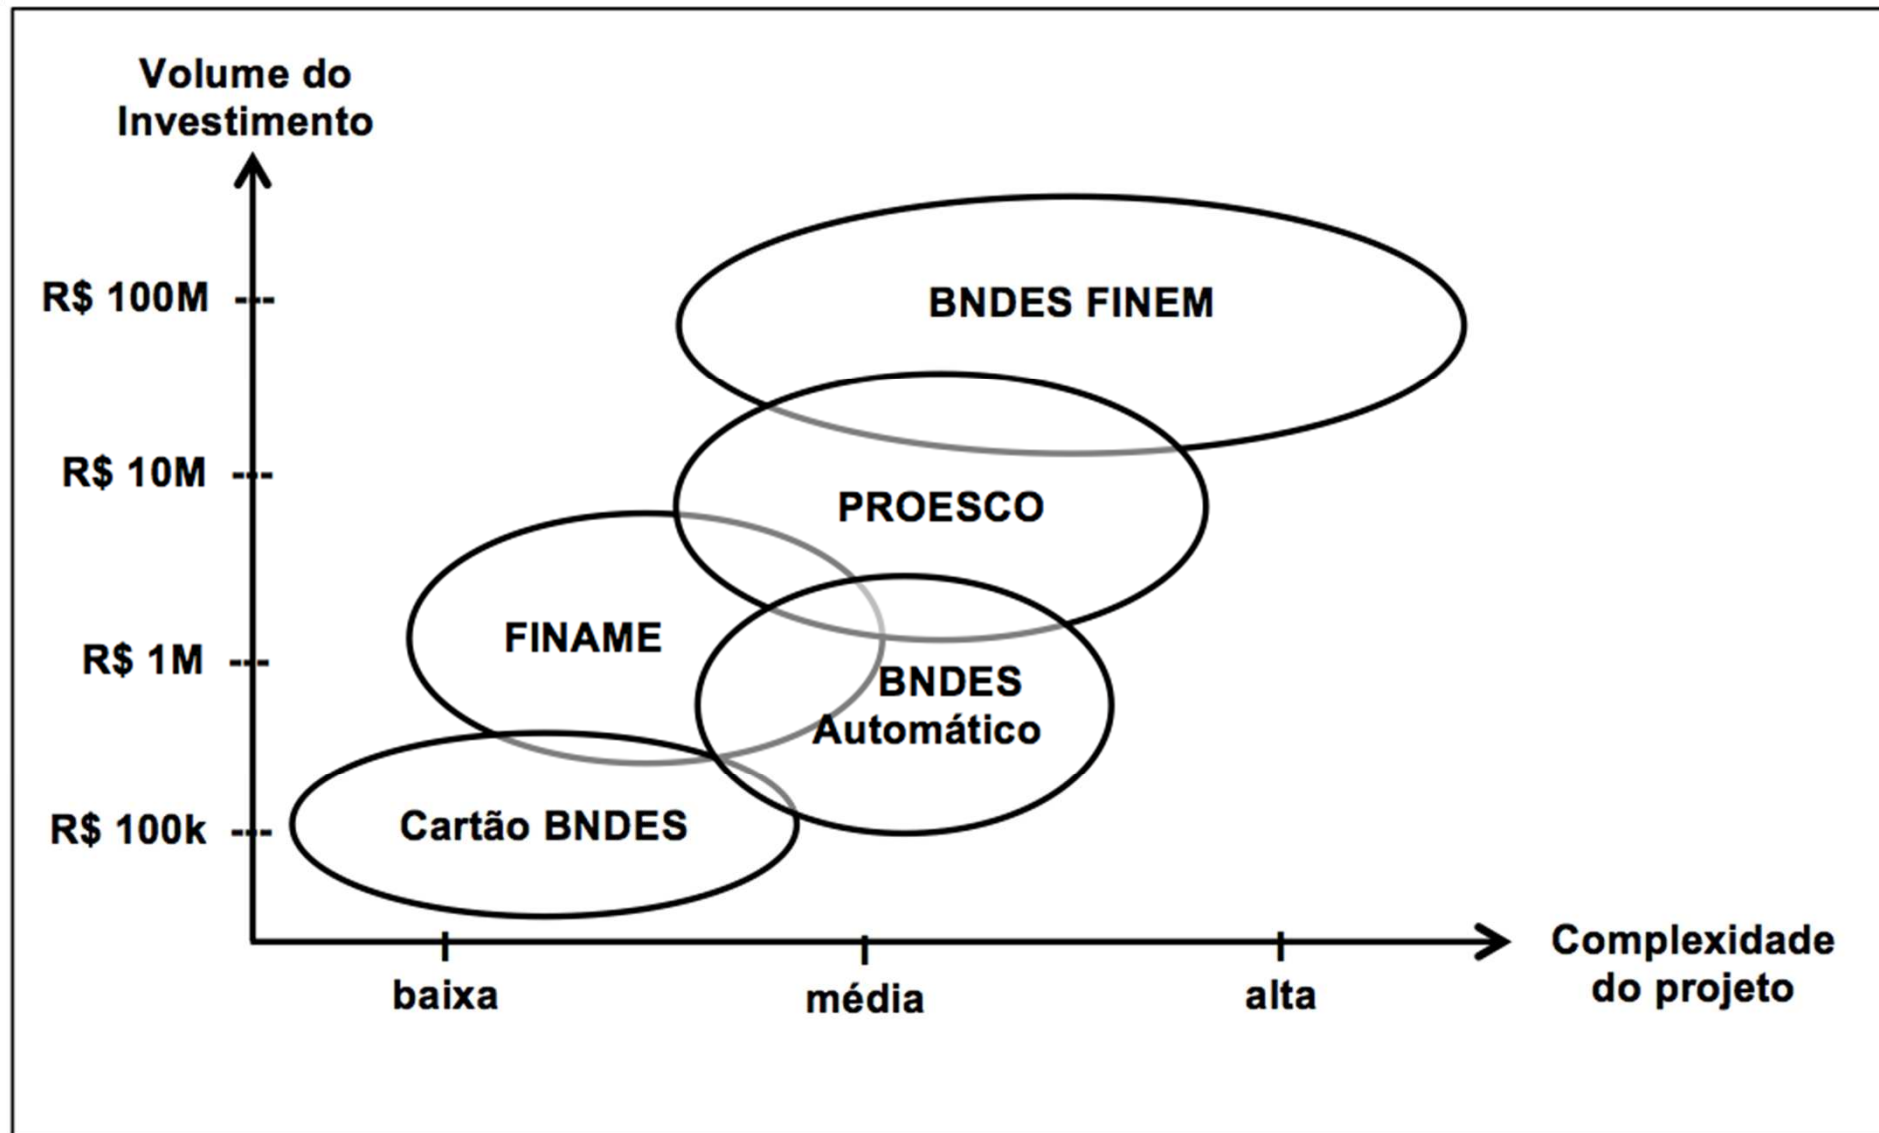 Volume do
Investimento
R$ 100M
BNDES FINEM
R$ 10M
PROESCO
FINAME
R$ 1M
BNDES
Automático
R$ 100k
Cartão BNDES
baixa
média
alta
Complexidade
do projeto